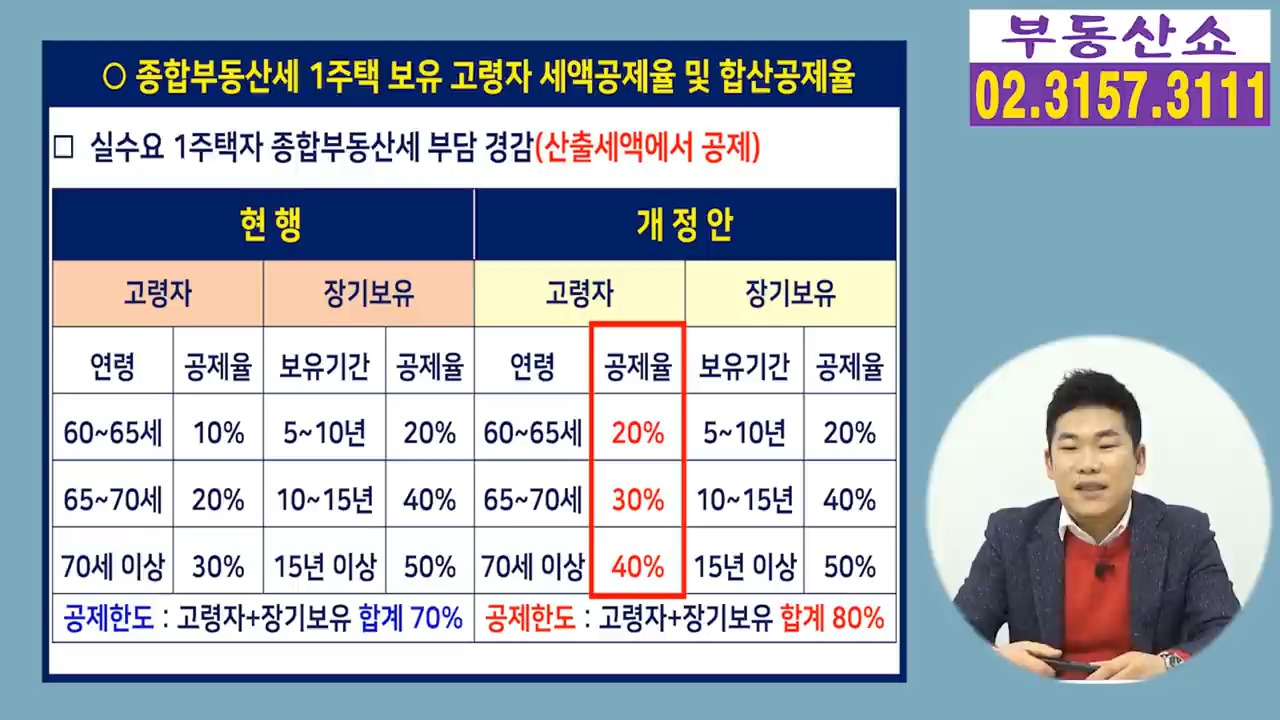 부동산쇼
02.3157.3111
○ 종합부동산세 1주택 보유 고령자 세액공제율 및 합산공제율
□ 실수요 1주택자 종합부동산세 부담 경감(산출세액에서 공제)
현 행 개 정 안
고령자 장기보유 고령자 장기보유
연령 공제율 보유기간 공제율 연령 공제율 보유기간 공제율
60~65세 10% 5~10년 20% 60~65세 20% 5~10년 20%
65~70세 20% 10~15년 40% 65~70세 30% 10~15년 40%
70세 이상 30% 15년 이상 50% 70세 이상 40% 15년 이상 50%
공제한도 : 고령자+장기보유 합계 70% 공제한도 : 고령자+장기보유 합계 80%